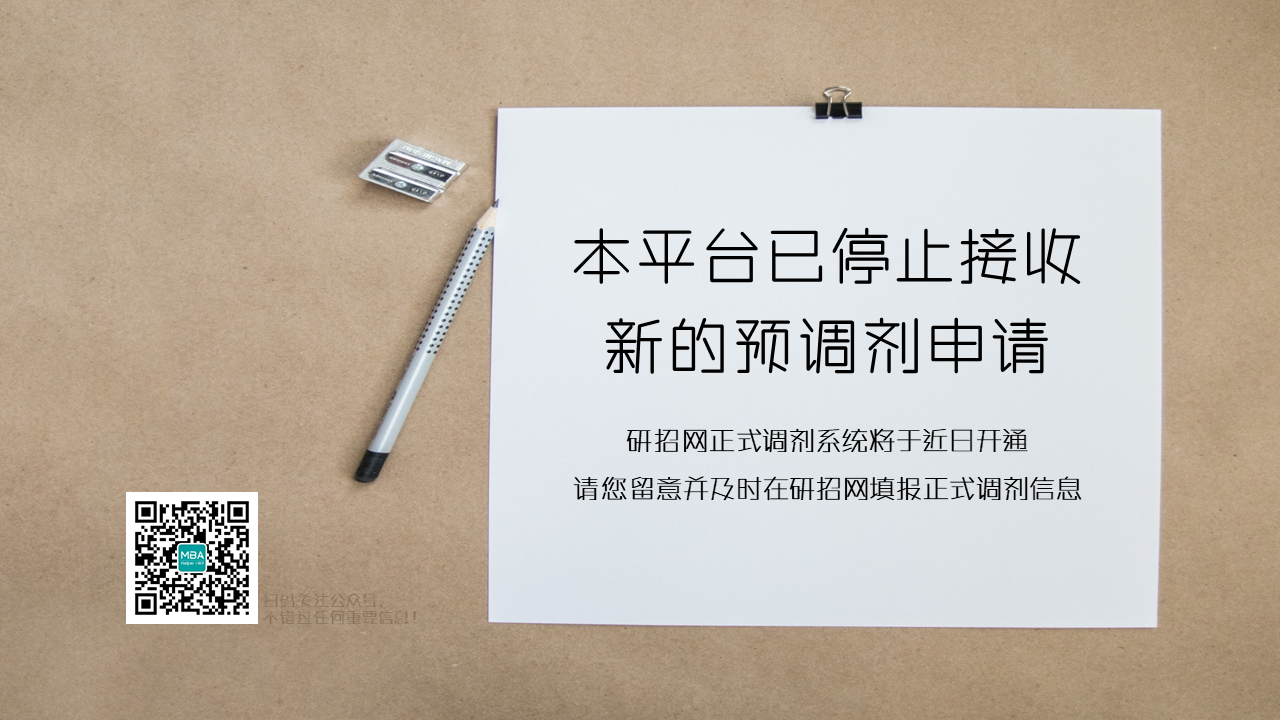 本平台已停止接收
新的预调剂申请
研招网正式调剂系统将于近日开通
请您留意并及时在研招网填报正式调剂信息
MBA
扫码关注公众号,
不错过任何重要信息!